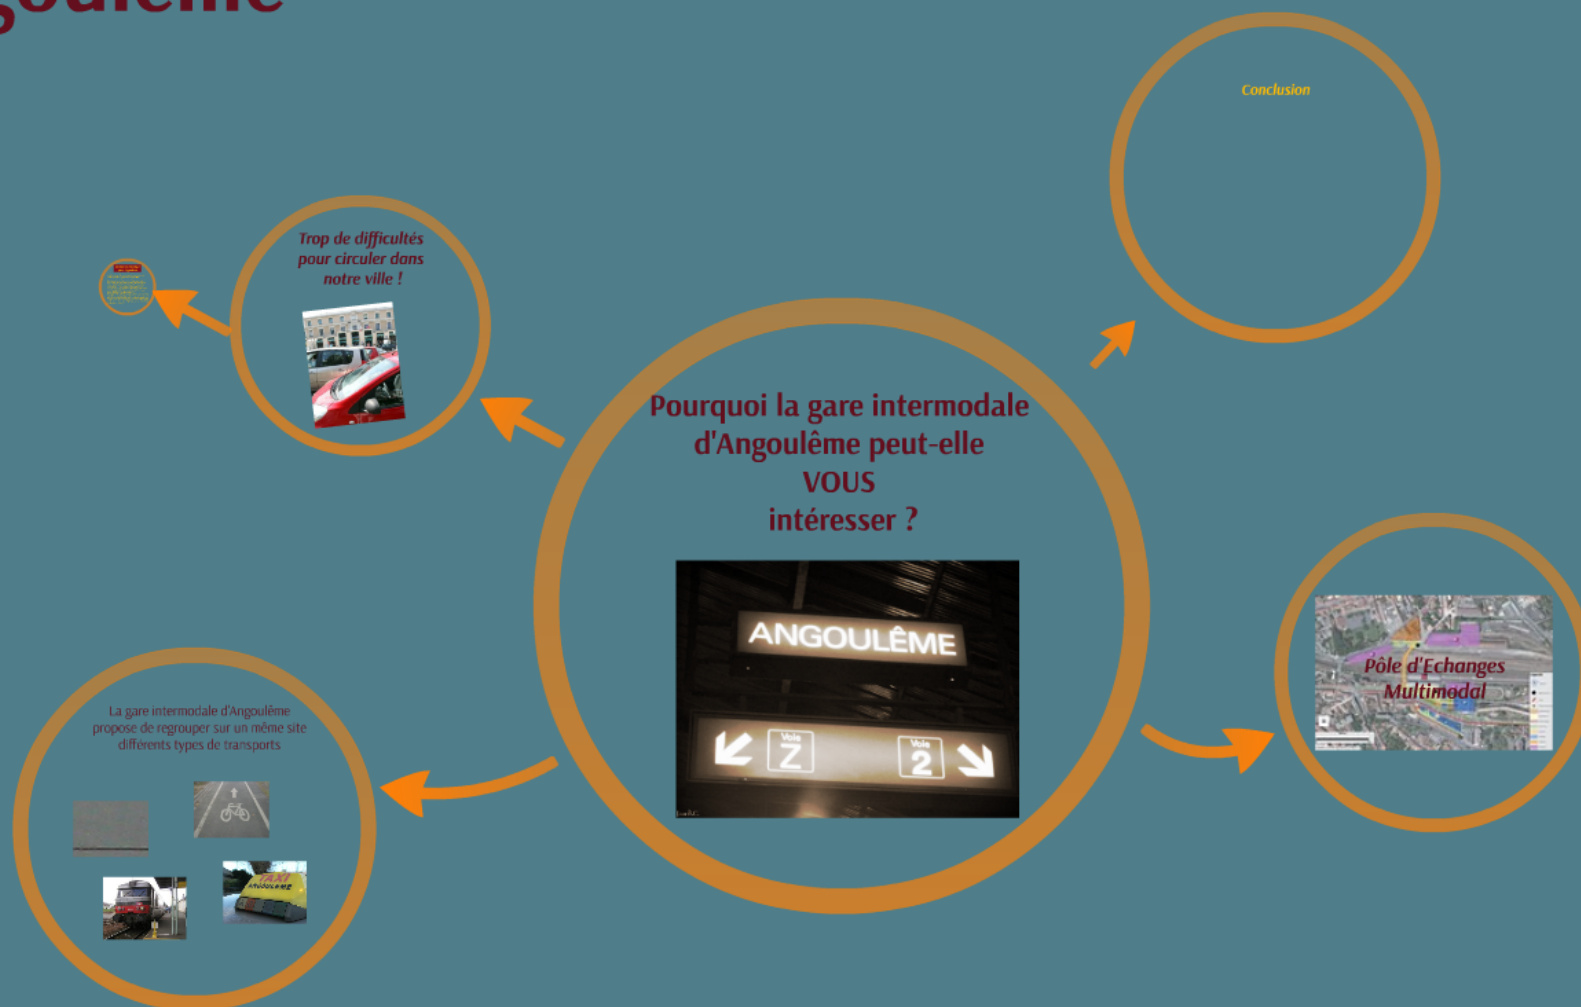 Conclusion
Trop de difficultés
pour circuler dans
notre ville !
Pourquoi la gare intermodale
d'Angoulême peut-elle
VOUS
intéresser ?
ANGOULÊME
Voie
Z
Voie
2
Pôle d'Echanges
Multimodal
La gare intermodale d'Angoulême
propose de regrouper sur un même site
différents types de transports
TAXI
ANGOULEME